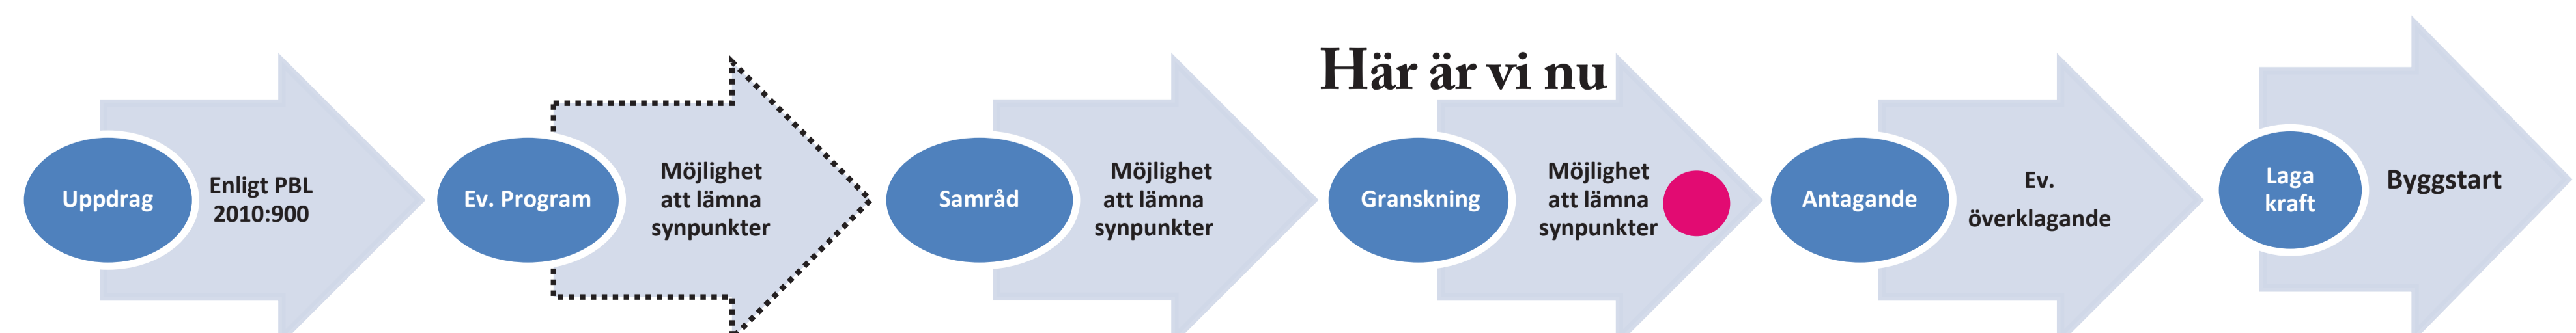 Här är vi nu
Uppdrag
Enligt PBL
2010:900
Ev. Program
Möjlighet
att lämna
synpunkter
Samråd
Möjlighet
att lämna
synpunkter
Granskning
Möjlighet
att lämna
synpunkter
Antagande
Ev.
överklagande
Laga
kraft
Byggstart